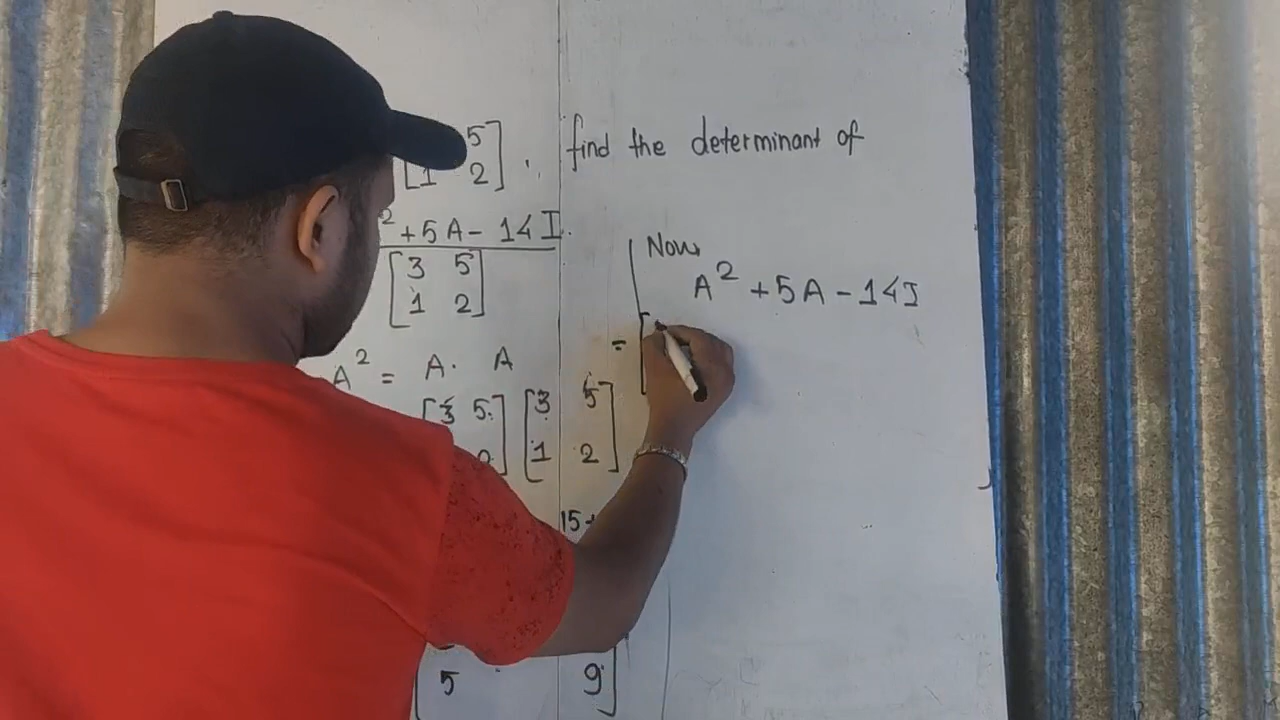 5] . find the determinant of
[1 2]
² + 5A - 14I.
[3 5
1 2]
A² = A. A
[3 5] [3 5
1 2]
15+
5 9]
Now
A² + 5A - 14I
= [